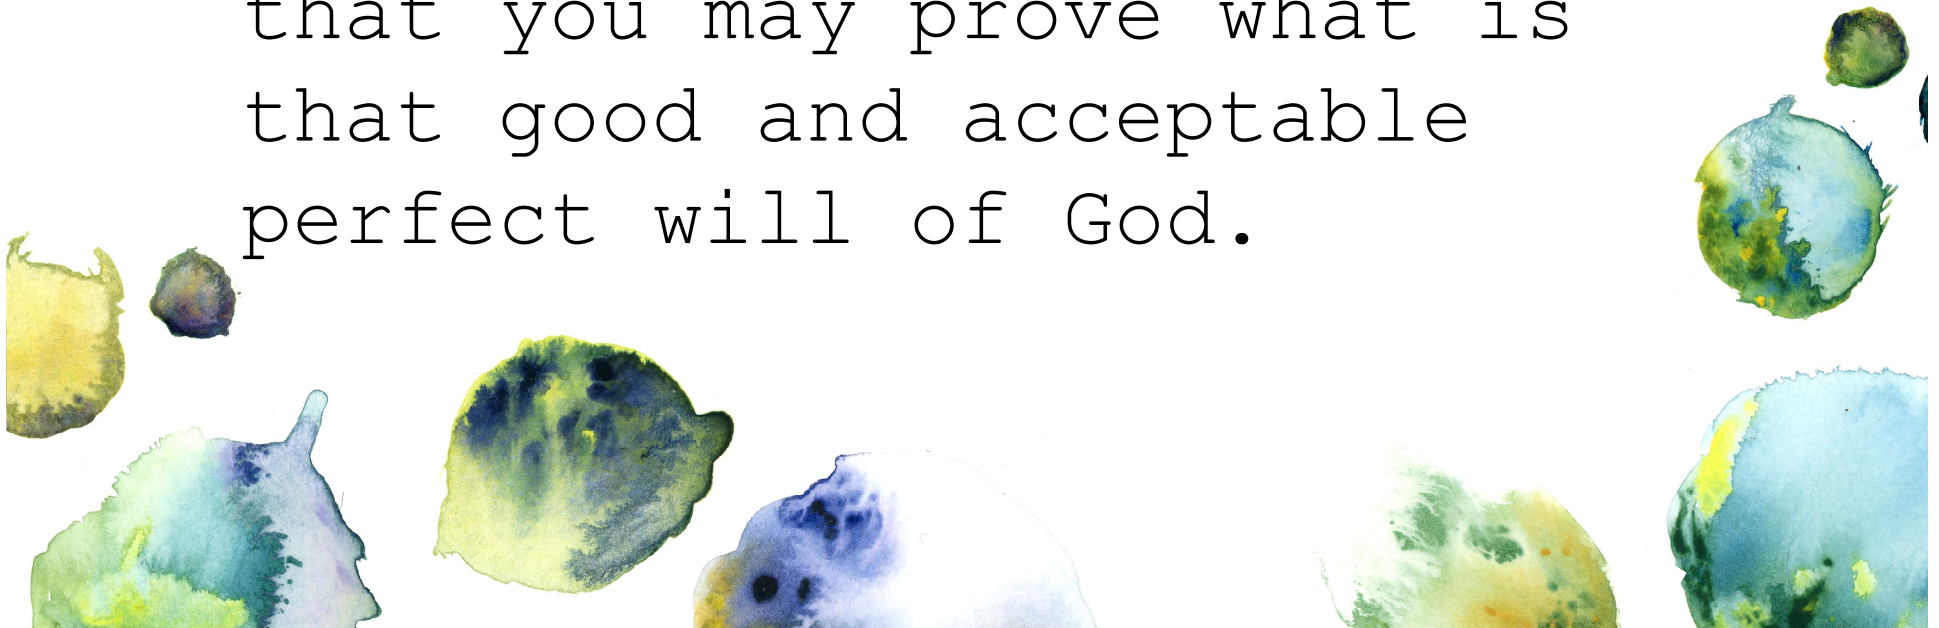 that you may prove what is
that good and acceptable
perfect will of God.